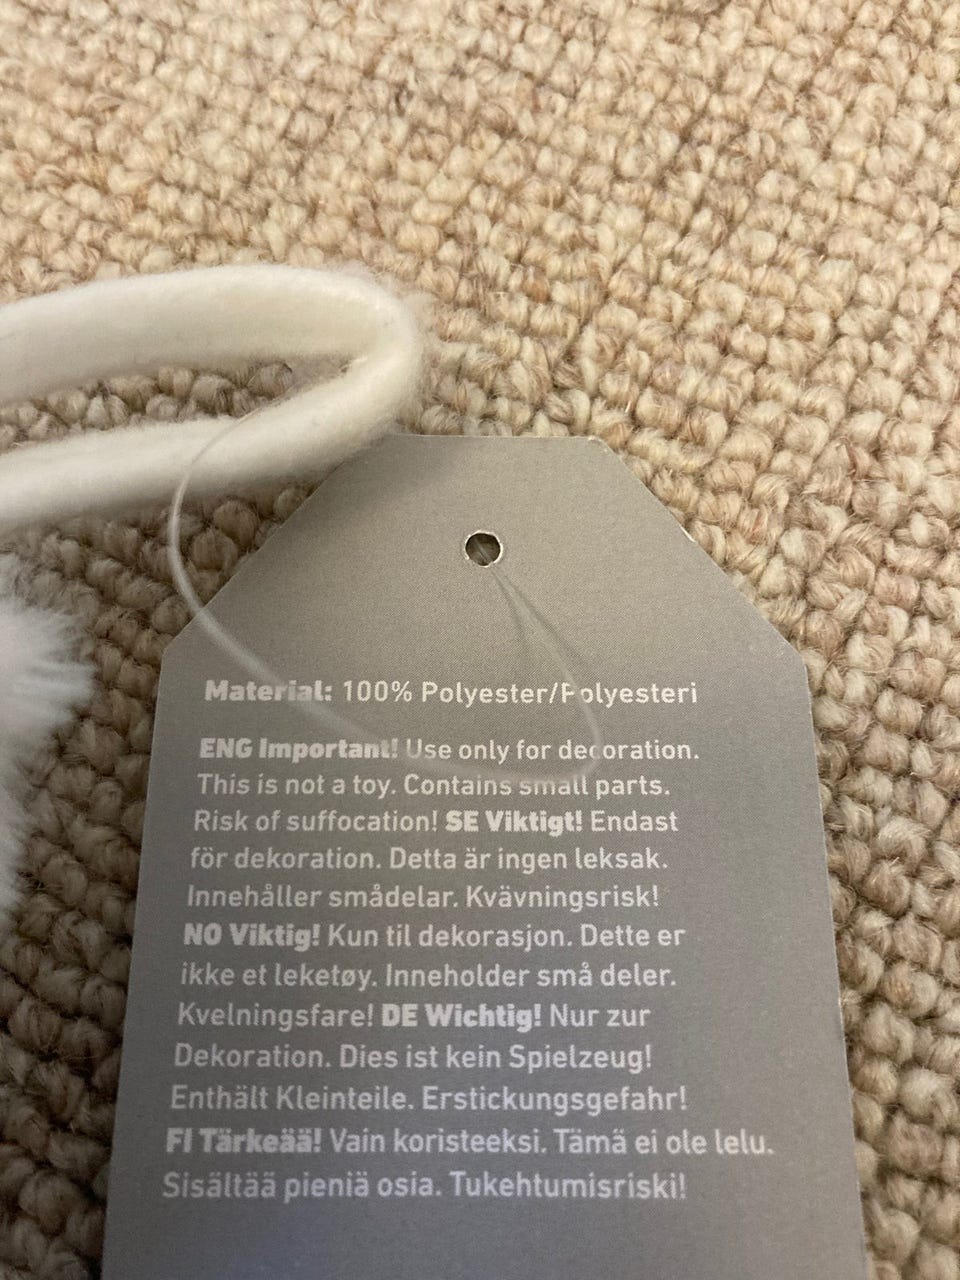 Material: 100% Polyester/Polyesteri
ENG Important! Use only for decoration.
This is not a toy. Contains small parts.
Risk of suffocation! SE Viktigt! Endast
för dekoration. Detta är ingen leksak.
Innehåller smådelar. Kvävningsrisk!
NO Viktig! Kun til dekorasjon. Dette er
ikke et leketøy. Inneholder små deler.
Kvelningsfare! DE Wichtig! Nur zur
Dekoration. Dies ist kein Spielzeug!
Enthält Kleinteile. Erstickungsgefahr!
FI Tärkeää! Vain koristeeksi. Tämä ei ole lelu.
Sisältää pieniä osia. Tukehtumisriski!